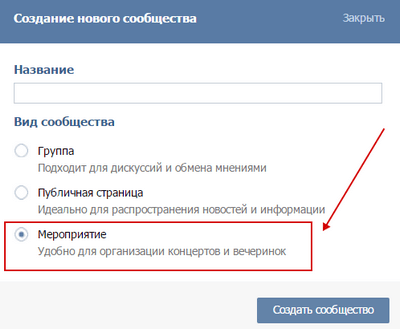 Создание нового сообщества Закрыть
Название
Вид сообщества
Группа
Подходит для дискуссий и обмена мнениями
Публичная страница
Идеально для распространения новостей и информации
Мероприятие
Удобно для организации концертов и вечеринок
Создать сообщество